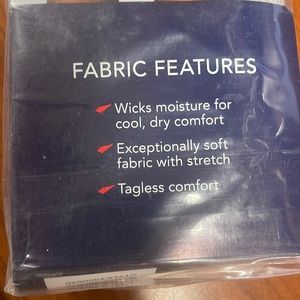 FABRIC FEATURES
Wicks moisture for
cool, dry comfort
Exceptionally soft
fabric with stretch
Tagless comfort